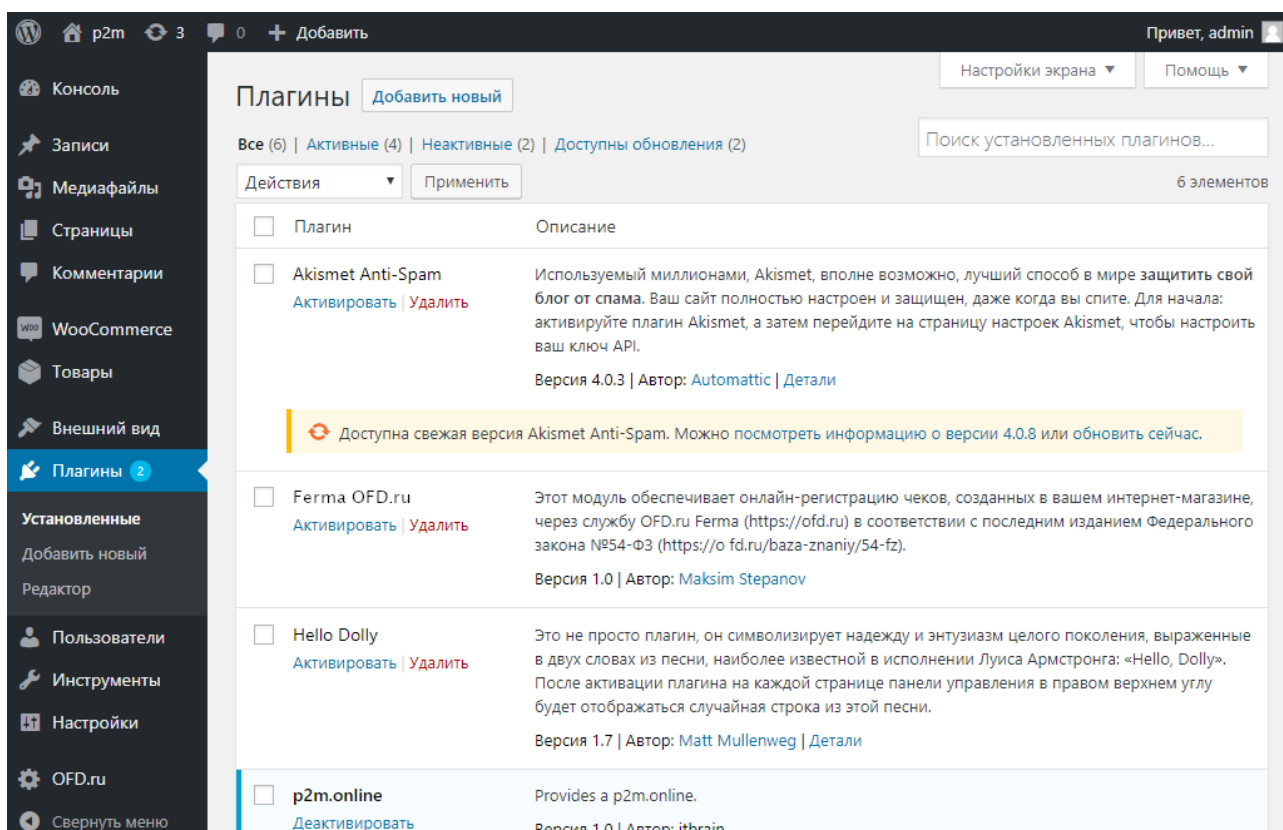 p2m 3 0 Добавить Привет, admin
Настройки экрана ▼ Помощь ▼
Консоль
Записи
Медиафайлы
Страницы
Комментарии
WooCommerce
Товары
Внешний вид
Плагины 2
Установленные
Добавить новый
Редактор
Пользователи
Инструменты
Настройки
OFD.ru
Свернуть меню
Плагины Добавить новый
Все (6) | Активные (4) | Неактивные (2) | Доступны обновления (2)
Поиск установленных плагинов...
Действия ▼ Применить
6 элементов
Плагин Описание
Akismet Anti-Spam
Активировать | Удалить
Используемый миллионами, Akismet, вполне возможно, лучший способ в мире защитить свой
блог от спама. Ваш сайт полностью настроен и защищен, даже когда вы спите. Для начала:
активируйте плагин Akismet, а затем перейдите на страницу настроек Akismet, чтобы настроить
ваш ключ API.
Версия 4.0.3 | Автор: Automattic | Детали
Доступна свежая версия Akismet Anti-Spam. Можно посмотреть информацию о версии 4.0.8 или обновить сейчас.
Ferma OFD.ru
Активировать | Удалить
Этот модуль обеспечивает онлайн-регистрацию чеков, созданных в вашем интернет-магазине,
через службу OFD.ru Ferma (https://ofd.ru) в соответствии с последним изданием Федерального
закона №54-ФЗ (https://o fd.ru/baza-znaniy/54-fz).
Версия 1.0 | Автор: Maksim Stepanov
Hello Dolly
Активировать | Удалить
Это не просто плагин, он символизирует надежду и энтузиазм целого поколения, выраженные
в двух словах из песни, наиболее известной в исполнении Луиса Армстронга: «Hello, Dolly».
После активации плагина на каждой странице панели управления в правом верхнем углу
будет отображаться случайная строка из этой песни.
Версия 1.7 | Автор: Matt Mullenweg | Детали
p2m.online
Деактивировать
Provides a p2m.online.
Версия 1.0 | Автор: itbrain